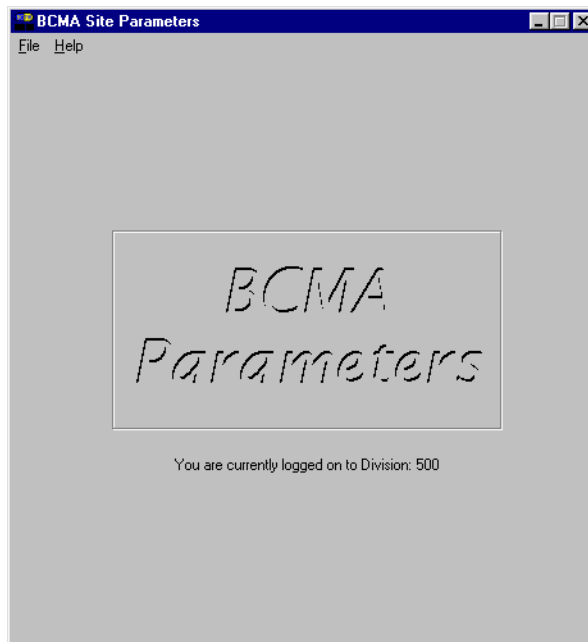 BCMA Site Parameters
File Help
BCMA
Parameters
You are currently logged on to Division: 500